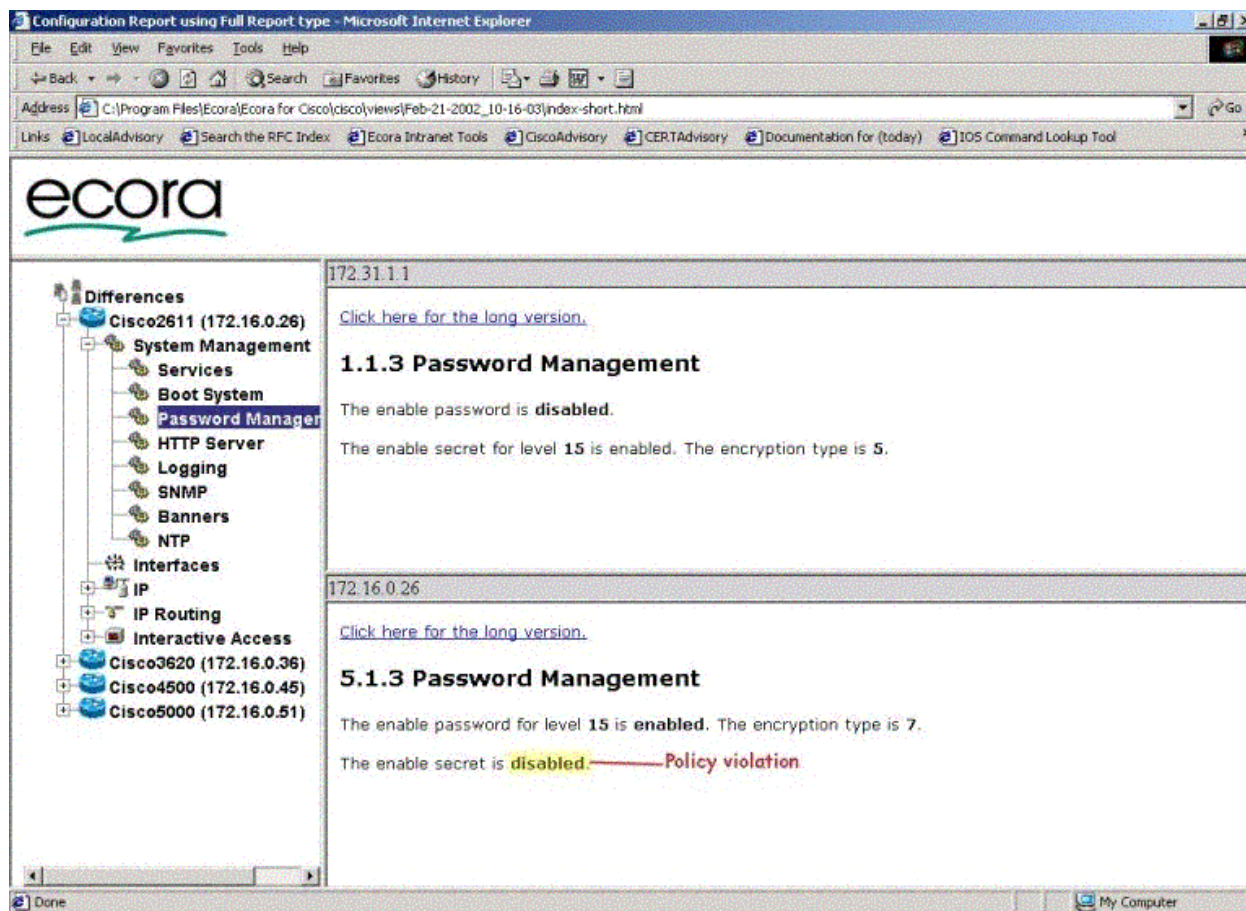 Configuration Report using Full Report type - Microsoft Internet Explorer
File Edit View Favorites Tools Help
Back Search Favorites History
Address C:\Program Files\Ecora\Ecora for Cisco\cisco\views\Feb-21-2002_10-16-03\index-short.html Go
Links LocalAdvisory Search the RFC Index Ecora Intranet Tools CiscoAdvisory CERTAdvisory Documentation for (today) IOS Command Lookup Tool
ecora
Differences
Cisco2611 (172.16.0.26)
System Management
Services
Boot System
Password Manager
HTTP Server
Logging
SNMP
Banners
NTP
Interfaces
IP
IP Routing
Interactive Access
Cisco3620 (172.16.0.36)
Cisco4500 (172.16.0.45)
Cisco5000 (172.16.0.51)
172.31.1.1
Click here for the long version.
1.1.3 Password Management
The enable password is disabled.
The enable secret for level 15 is enabled. The encryption type is 5.
172.16.0.26
Click here for the long version.
5.1.3 Password Management
The enable password for level 15 is enabled. The encryption type is 7.
The enable secret is disabled. Policy violation
Done
My Computer